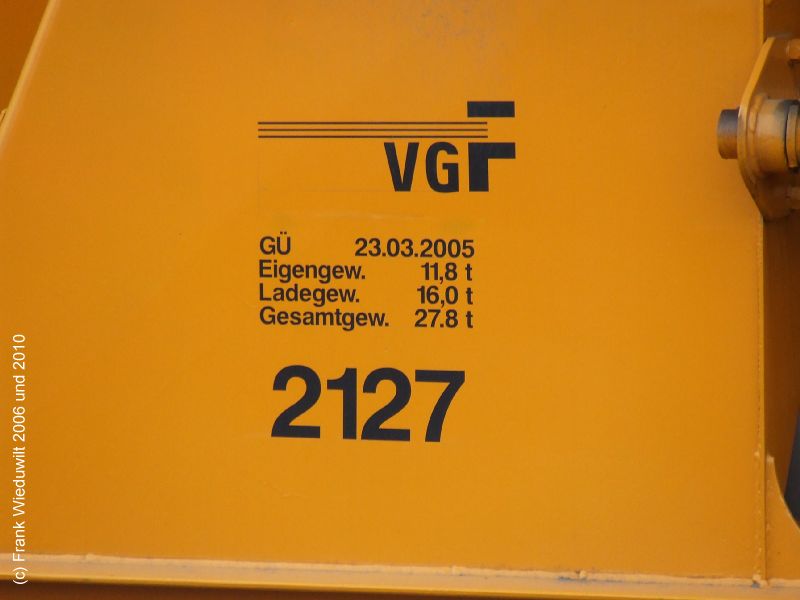 VGF
GÜ 23.03.2005
Eigengew. 11,8 t
Ladegew. 16,0 t
Gesamtgew. 27.8 t
2127
(c) Frank Wieduwilt 2006 und 2010